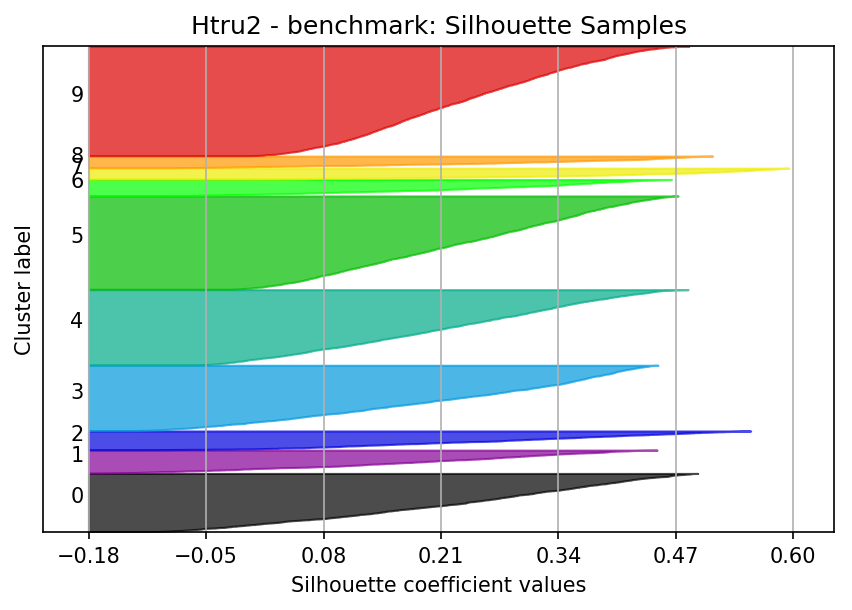 Htru2 - benchmark: Silhouette Samples
Cluster label
9
8
7
6
5
4
3
2
1
0
−0.18 −0.05 0.08 0.21 0.34 0.47 0.60
Silhouette coefficient values